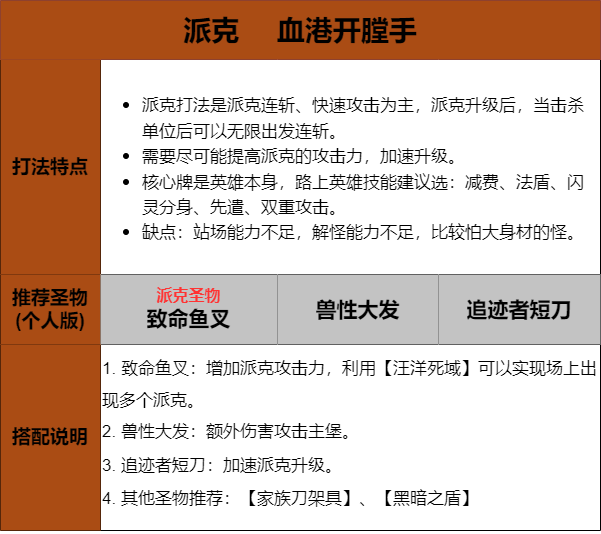 派克 血港开膛手
打法特点
• 派克打法是派克连斩、快速攻击为主，派克升级后，当击杀
单位后可以无限出发连斩。
• 需要尽可能提高派克的攻击力，加速升级。
• 核心牌是英雄本身，路上英雄技能建议选：减费、法盾、闪
灵分身、先遣、双重攻击。
• 缺点：站场能力不足，解怪能力不足，比较怕大身材的怪。
推荐圣物
(个人版)
派克圣物
致命鱼叉
兽性大发
追迹者短刀
搭配说明
1. 致命鱼叉：增加派克攻击力，利用【汪洋死域】可以实现场上出
现多个派克。
2. 兽性大发：额外伤害攻击主堡。
3. 追迹者短刀：加速派克升级。
4. 其他圣物推荐：【家族刀架具】、【黑暗之盾】